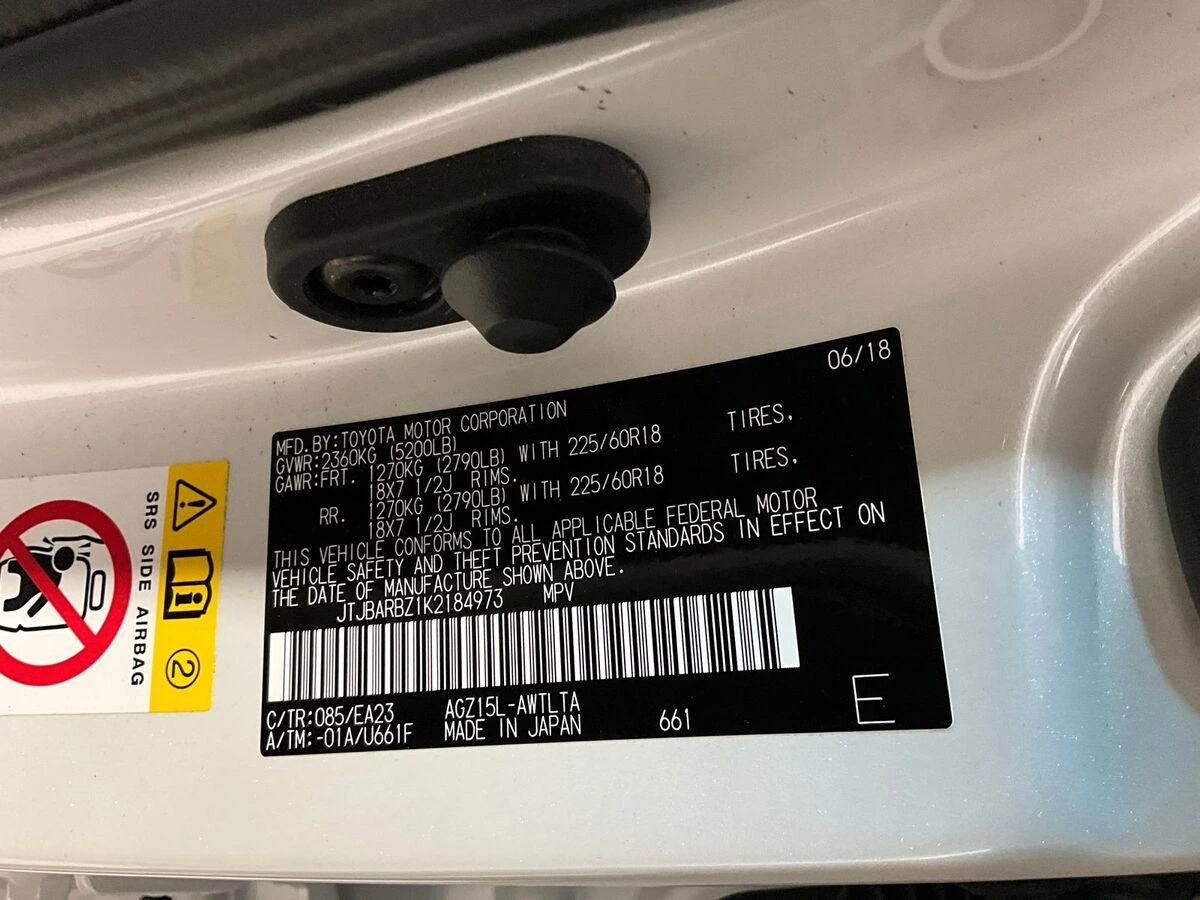 06/18
MFD.BY:TOYOTA MOTOR CORPORATION
GVWR:2360KG (5200LB)
GAWR:FRT. 1270KG (2790LB) WITH 225/60R18 TIRES,
18X7 1/2J RIMS.
RR. 1270KG (2790LB) WITH 225/60R18 TIRES,
18X7 1/2J RIMS.
THIS VEHICLE CONFORMS TO ALL APPLICABLE FEDERAL MOTOR
VEHICLE SAFETY AND THEFT PREVENTION STANDARDS IN EFFECT ON
THE DATE OF MANUFACTURE SHOWN ABOVE.
JTJBARBZ1K2184973 MPV
C/TR:085/EA23 AGZ15L-AWTLTA
A/TM:-01A/U661F MADE IN JAPAN 661
E
SRS SIDE AIRBAG
2